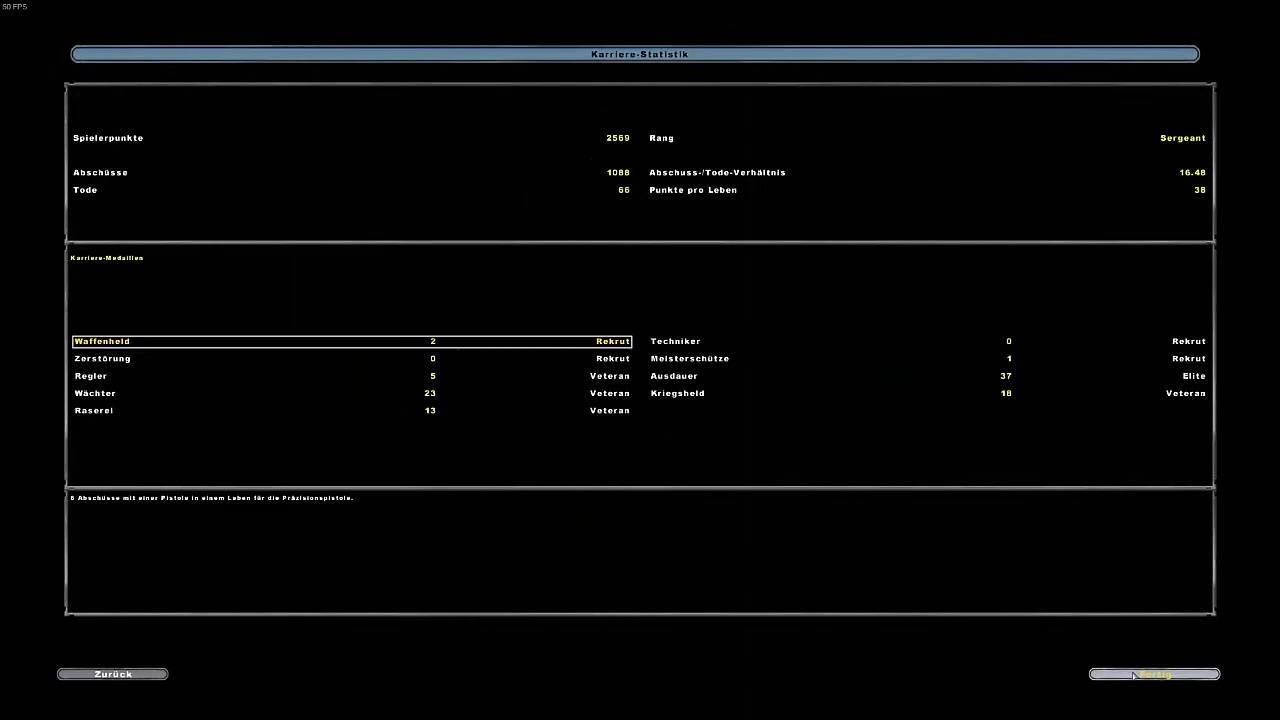 50 FPS
Karriere-Statistik
Spielerpunkte 2569 Rang Sergeant
Abschüsse 1088 Abschuss-/Tode-Verhältnis 16.48
Tode 66 Punkte pro Leben 38
Karriere-Medaillen
Waffenheld 2 Rekrut Techniker 0 Rekrut
Zerstörung 0 Rekrut Meisterschütze 1 Rekrut
Regler 5 Veteran Ausdauer 37 Elite
Wächter 23 Veteran Kriegsheld 18 Veteran
Raserei 13 Veteran
6 Abschüsse mit einer Pistole in einem Leben für die Präzisionspistole.
Zurück Fertig